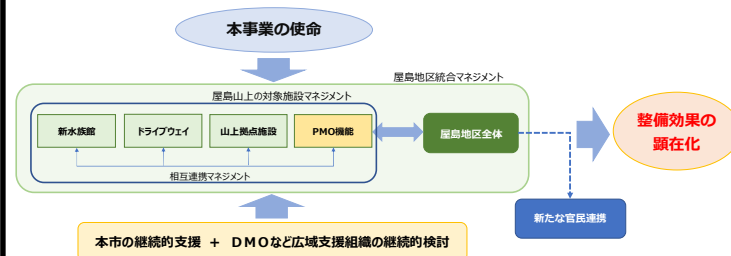 本事業の使命
屋島地区統合マネジメント
屋島山上の対象施設マネジメント
新水族館
ドライブウェイ
山上拠点施設
PMO機能
屋島地区全体
相互連携マネジメント
整備効果の
顕在化
新たな官民連携
本市の継続的支援 + DMOなど広域支援組織の継続的検討